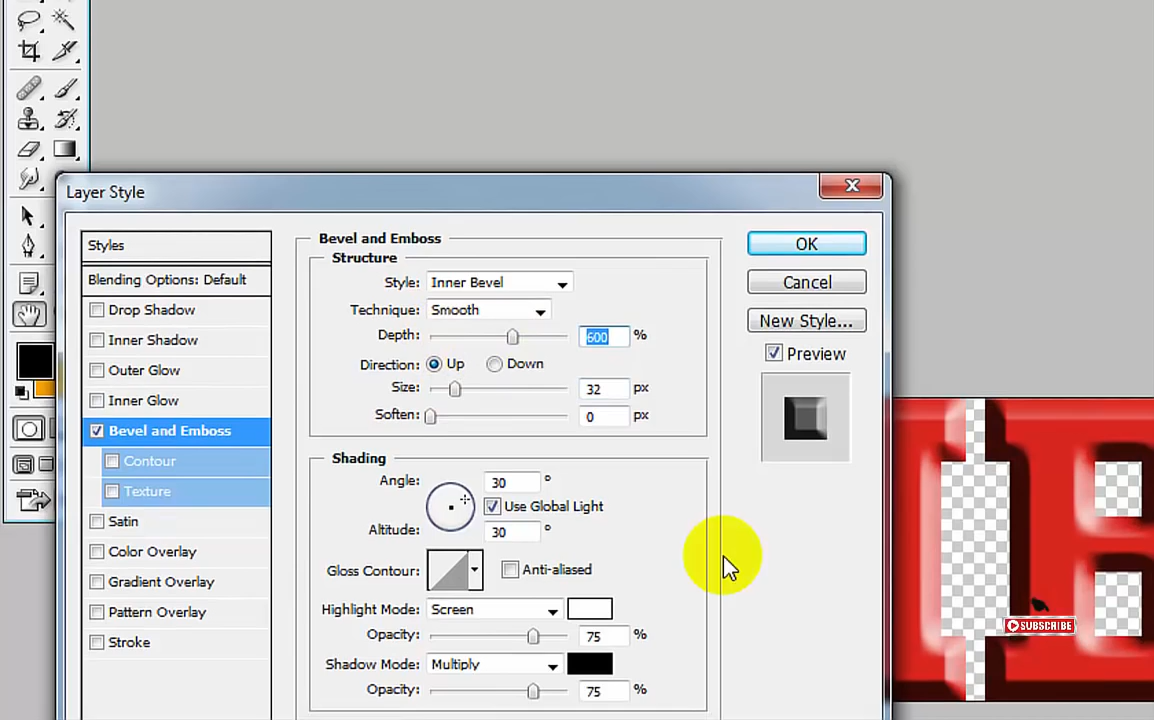 Layer Style
Styles
Blending Options: Default
Drop Shadow
Inner Shadow
Outer Glow
Inner Glow
Bevel and Emboss
Contour
Texture
Satin
Color Overlay
Gradient Overlay
Pattern Overlay
Stroke
Bevel and Emboss
Structure
Style: Inner Bevel
Technique: Smooth
Depth: 600 %
Direction: Up Down
Size: 32 px
Soften: 0 px
Shading
Angle: 30 °
Use Global Light
Altitude: 30 °
Gloss Contour: Anti-aliased
Highlight Mode: Screen
Opacity: 75 %
Shadow Mode: Multiply
Opacity: 75 %
OK
Cancel
New Style...
Preview
SUBSCRIBE